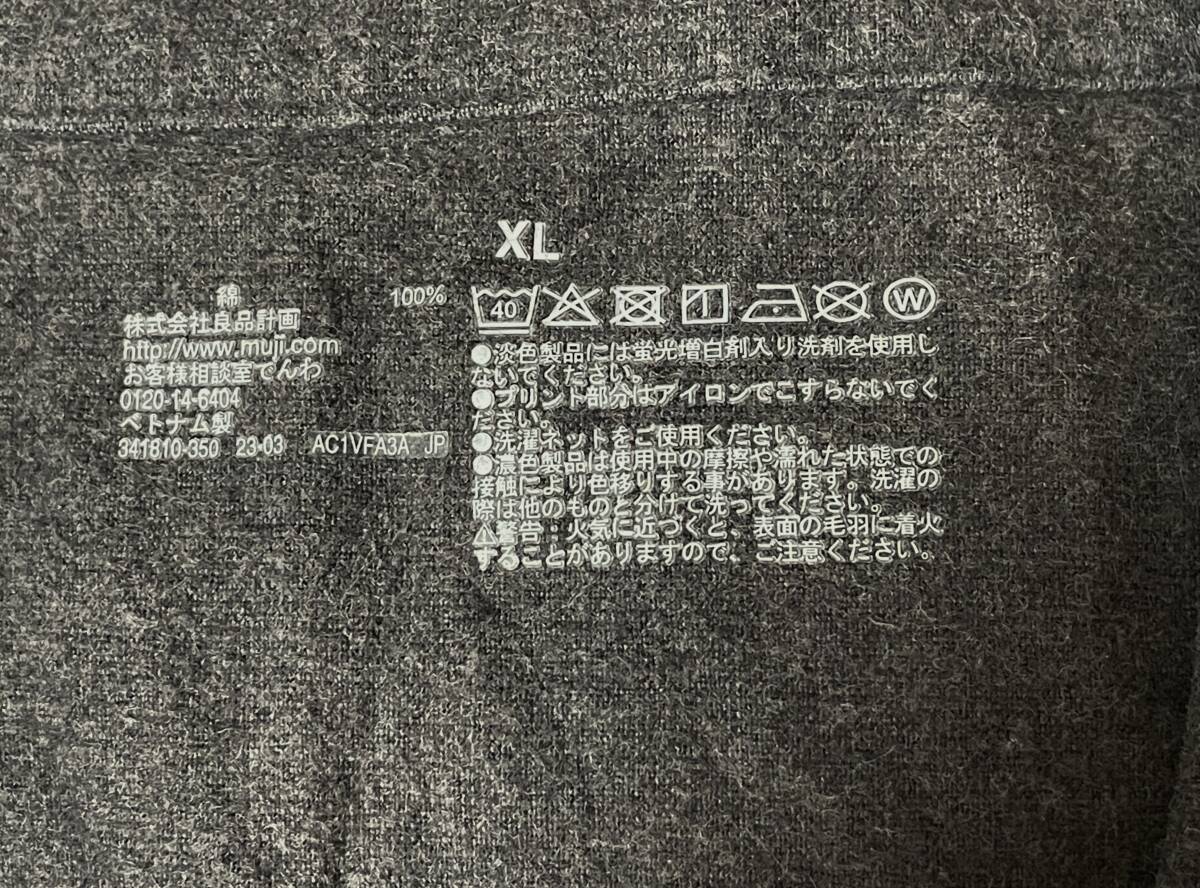 XL
綿 100%
株式会社良品計画
http://www.muji.com
お客様相談室でんわ
0120-14-6404
ベトナム製
341810-350 23-03 AC1VFA3A JP
40 W
●淡色製品には蛍光増白剤入り洗剤を使用し
ないでください。
●プリント部分はアイロンでこすらないでく
ださい。
●洗濯ネットをご使用ください。
●濃色製品は使用中の摩擦や濡れた状態での
接触により色移りする事があります。洗濯の
際は他のものと分けて洗ってください。
⚠警告：火気に近づくと、表面の毛羽に着火
することがありますので、ご注意ください。